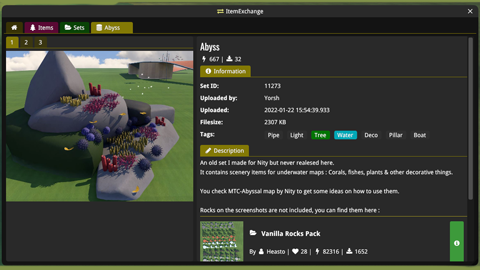 ItemExchange
Items
Sets
Abyss
1 2 3
Abyss
667 | 32
Information
Set ID: 11273
Uploaded by: Yorsh
Uploaded: 2022-01-22 15:54:39.933
Filesize: 2307 KB
Tags: Pipe Light Tree Water Deco Pillar Boat
Description
An old set I made for Nity but never realesed here.
It contains scenery items for underwater maps : Corals, fishes, plants & other decorative things.
You check MTC-Abyssal map by Nity to get some ideas on how to use them.
Rocks on the screenshots are not included, you can find them here :
Vanilla Rocks Pack
By Heasto | 28 | 82316 | 1652